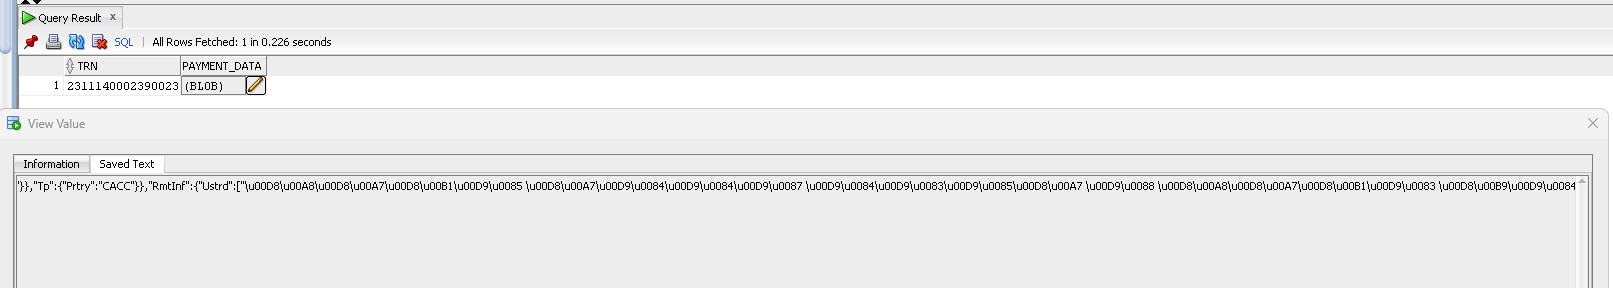 Query Result x
SQL | All Rows Fetched: 1 in 0.226 seconds
TRN PAYMENT_DATA
1 2311140002390023 (BLOB)
View Value
Information Saved Text
'}},"Tp":{"Prtry":"CACC"}},"RmtInf":{"Ustrd":["\u00D8\u00A8\u00D8\u00A7\u00D8\u00B1\u00D9\u0085 \u00D8\u00A7\u00D9\u0084\u00D9\u0084\u00D9\u0087 \u00D9\u0084\u00D9\u0083\u00D9\u0085\u00D8\u00A7 \u00D9\u0088 \u00D8\u00A8\u00D8\u00A7\u00D8\u00B1\u00D9\u0083 \u00D8\u00B9\u00D9\u0084